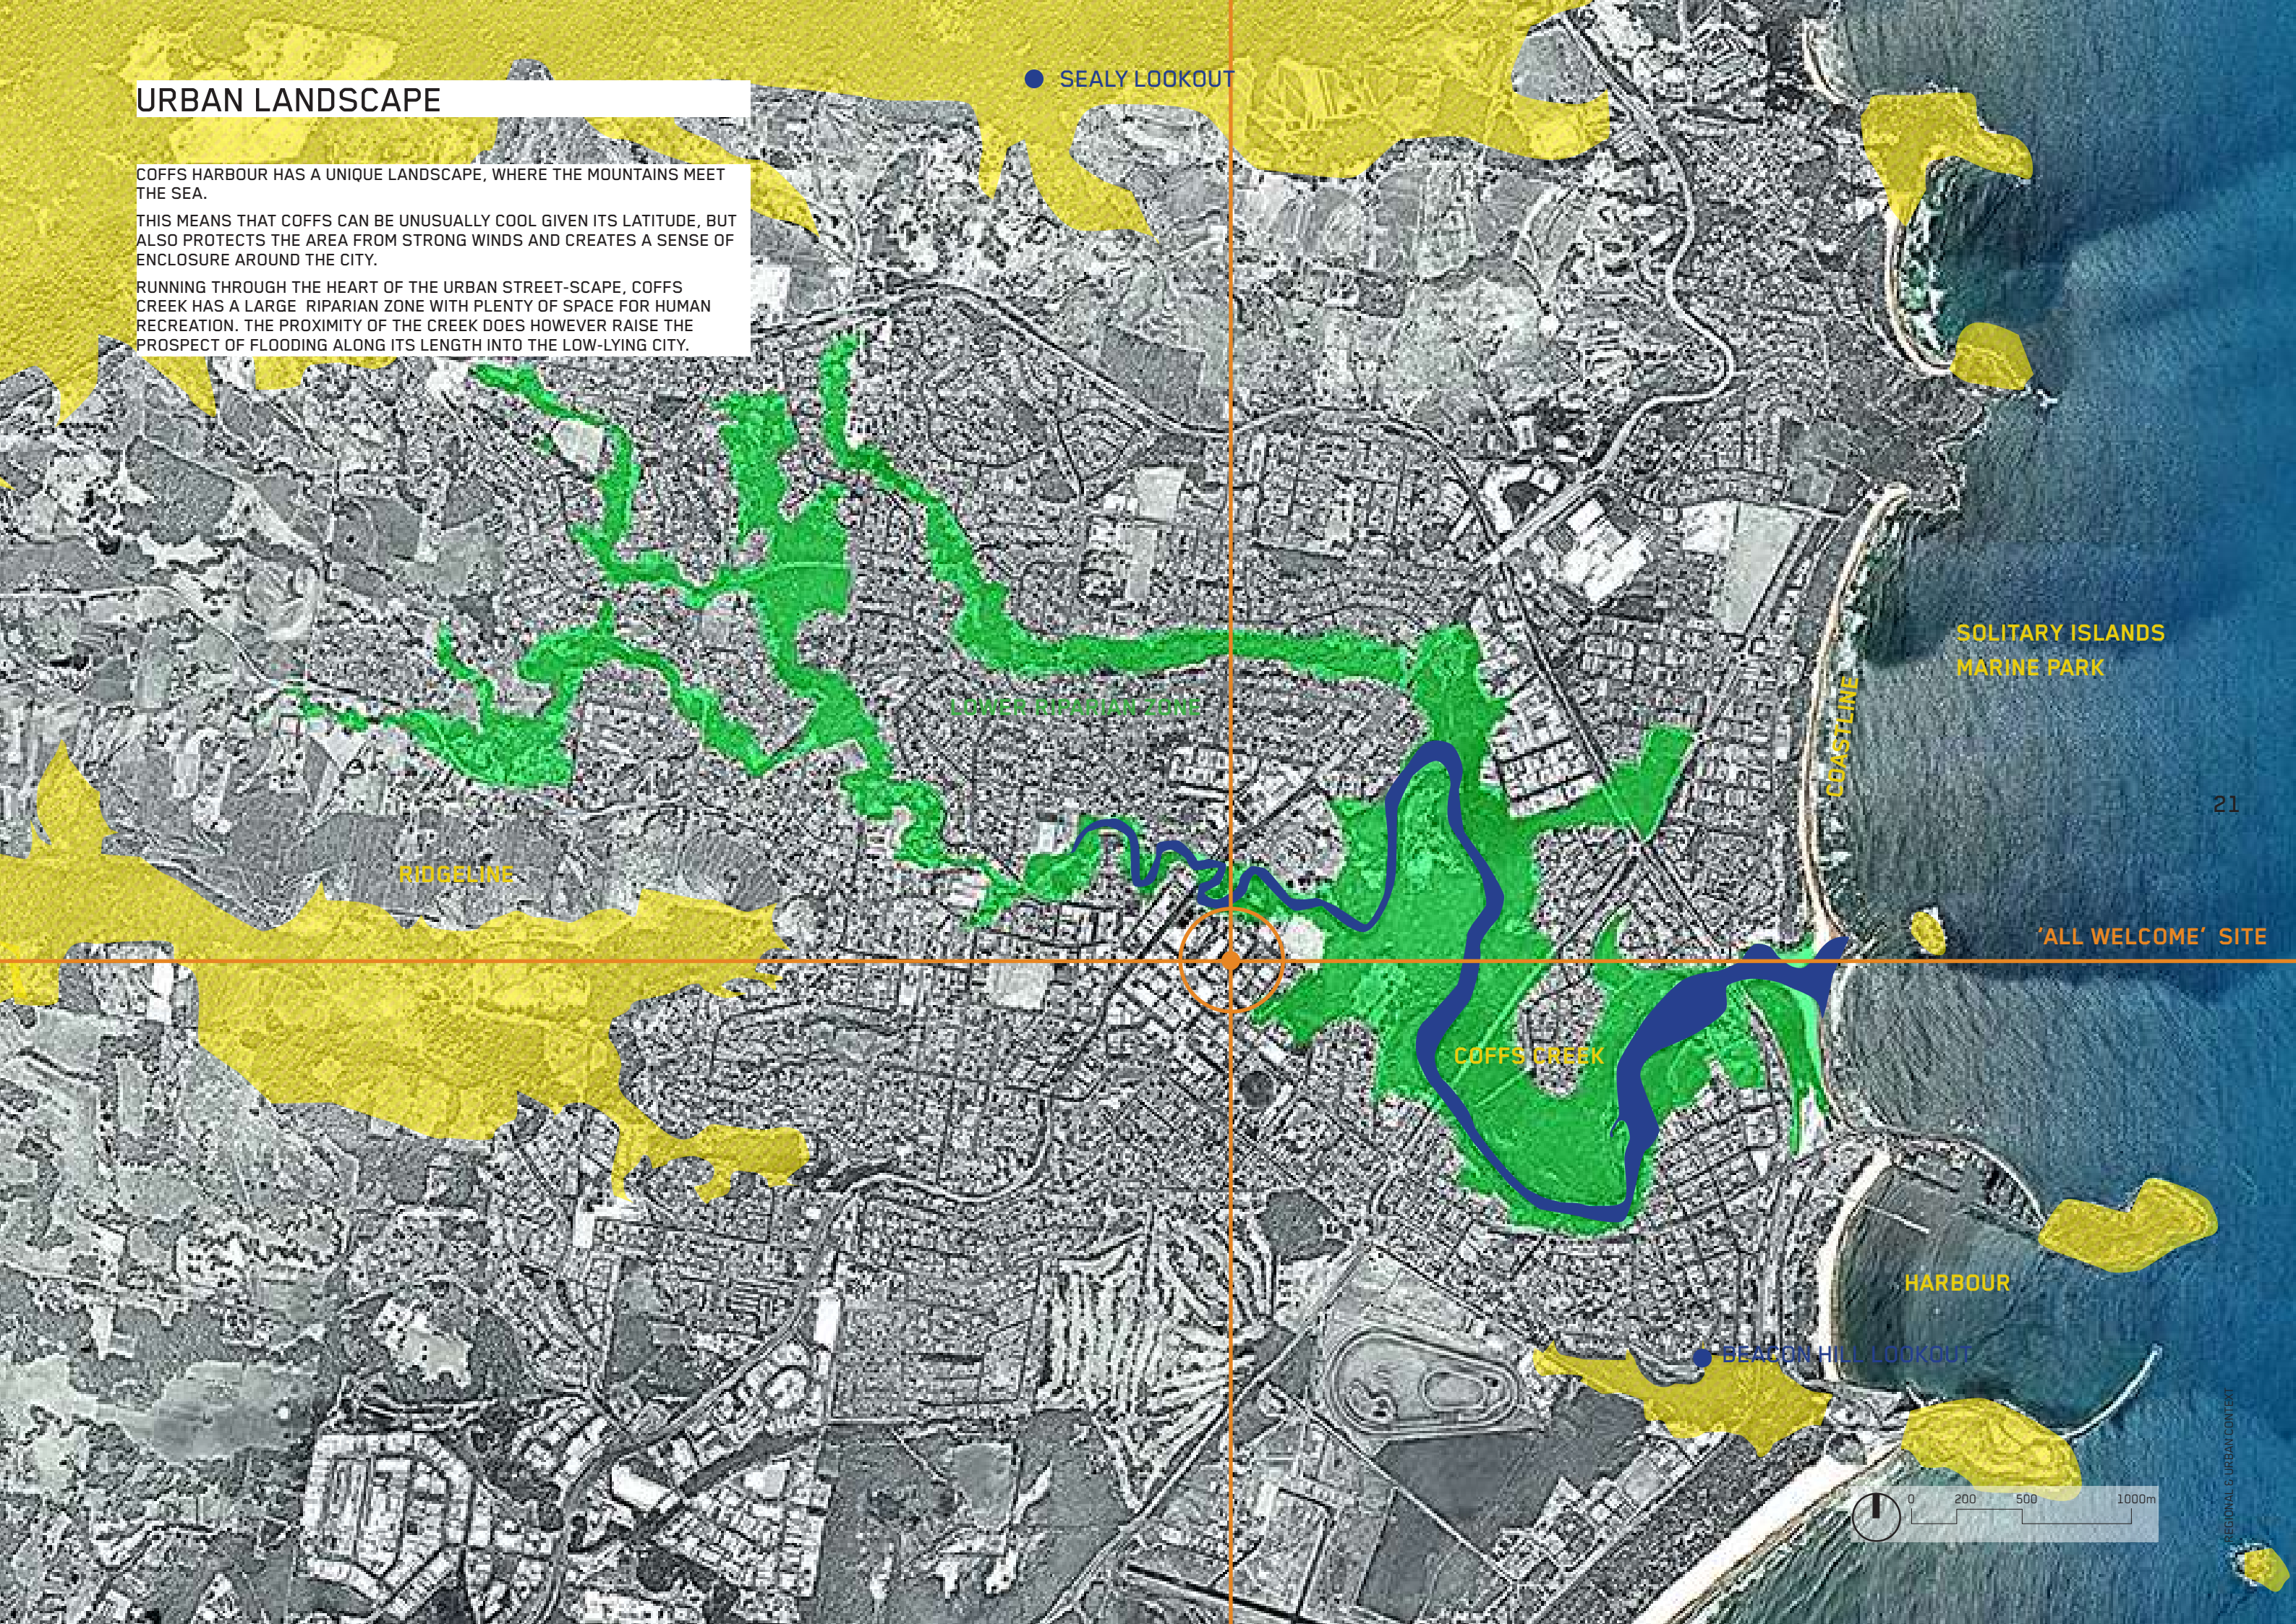 SEALY LOOKOUT
URBAN LANDSCAPE
COFFS HARBOUR HAS A UNIQUE LANDSCAPE, WHERE THE MOUNTAINS MEET
THE SEA.
THIS MEANS THAT COFFS CAN BE UNUSUALLY COOL GIVEN ITS LATITUDE, BUT
ALSO PROTECTS THE AREA FROM STRONG WINDS AND CREATES A SENSE OF
ENCLOSURE AROUND THE CITY.
RUNNING THROUGH THE HEART OF THE URBAN STREET-SCAPE, COFFS
CREEK HAS A LARGE RIPARIAN ZONE WITH PLENTY OF SPACE FOR HUMAN
RECREATION. THE PROXIMITY OF THE CREEK DOES HOWEVER RAISE THE
PROSPECT OF FLOODING ALONG ITS LENGTH INTO THE LOW-LYING CITY.
SOLITARY ISLANDS
MARINE PARK
LOWER RIPARIAN ZONE
COASTLINE
21
RIDGELINE
'ALL WELCOME' SITE
COFFS CREEK
HARBOUR
BEACON HILL LOOKOUT
REGIONAL & URBAN CONTEXT
0 200 500 1000m